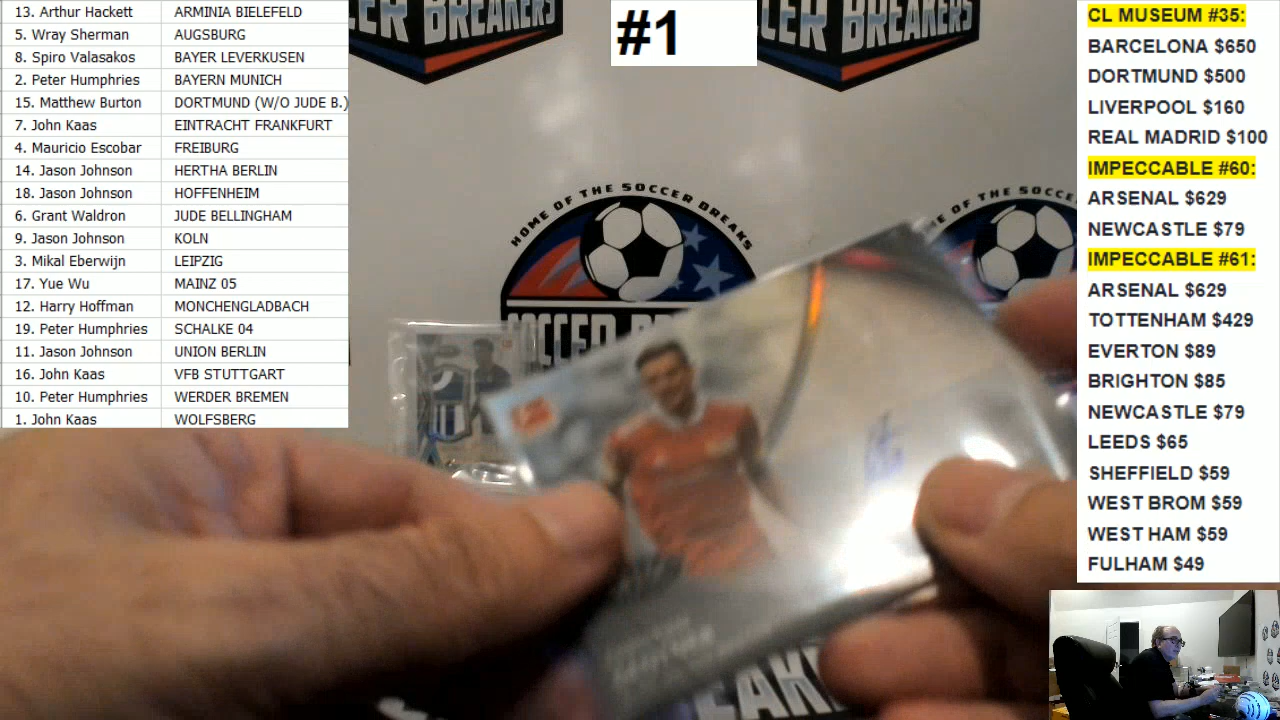 13. Arthur Hackett ARMINIA BIELEFELD
5. Wray Sherman AUGSBURG
8. Spiro Valasakos BAYER LEVERKUSEN
2. Peter Humphries BAYERN MUNICH
15. Matthew Burton DORTMUND (W/O JUDE B.)
7. John Kaas EINTRACHT FRANKFURT
4. Mauricio Escobar FREIBURG
14. Jason Johnson HERTHA BERLIN
18. Jason Johnson HOFFENHEIM
6. Grant Waldron JUDE BELLINGHAM
9. Jason Johnson KOLN
3. Mikal Eberwijn LEIPZIG
17. Yue Wu MAINZ 05
12. Harry Hoffman MONCHENGLADBACH
19. Peter Humphries SCHALKE 04
11. Jason Johnson UNION BERLIN
16. John Kaas VFB STUTTGART
10. Peter Humphries WERDER BREMEN
1. John Kaas WOLFSBERG
#1
BREAKERS
SOCCER BREAKERS
HOME OF THE SOCCER BREAKS
OF THE SOCCER
SOCCER
CL MUSEUM #35:
BARCELONA $650
DORTMUND $500
LIVERPOOL $160
REAL MADRID $100
IMPECCABLE #60:
ARSENAL $629
NEWCASTLE $79
IMPECCABLE #61:
ARSENAL $629
TOTTENHAM $429
EVERTON $89
BRIGHTON $85
NEWCASTLE $79
LEEDS $65
SHEFFIELD $59
WEST BROM $59
WEST HAM $59
FULHAM $49